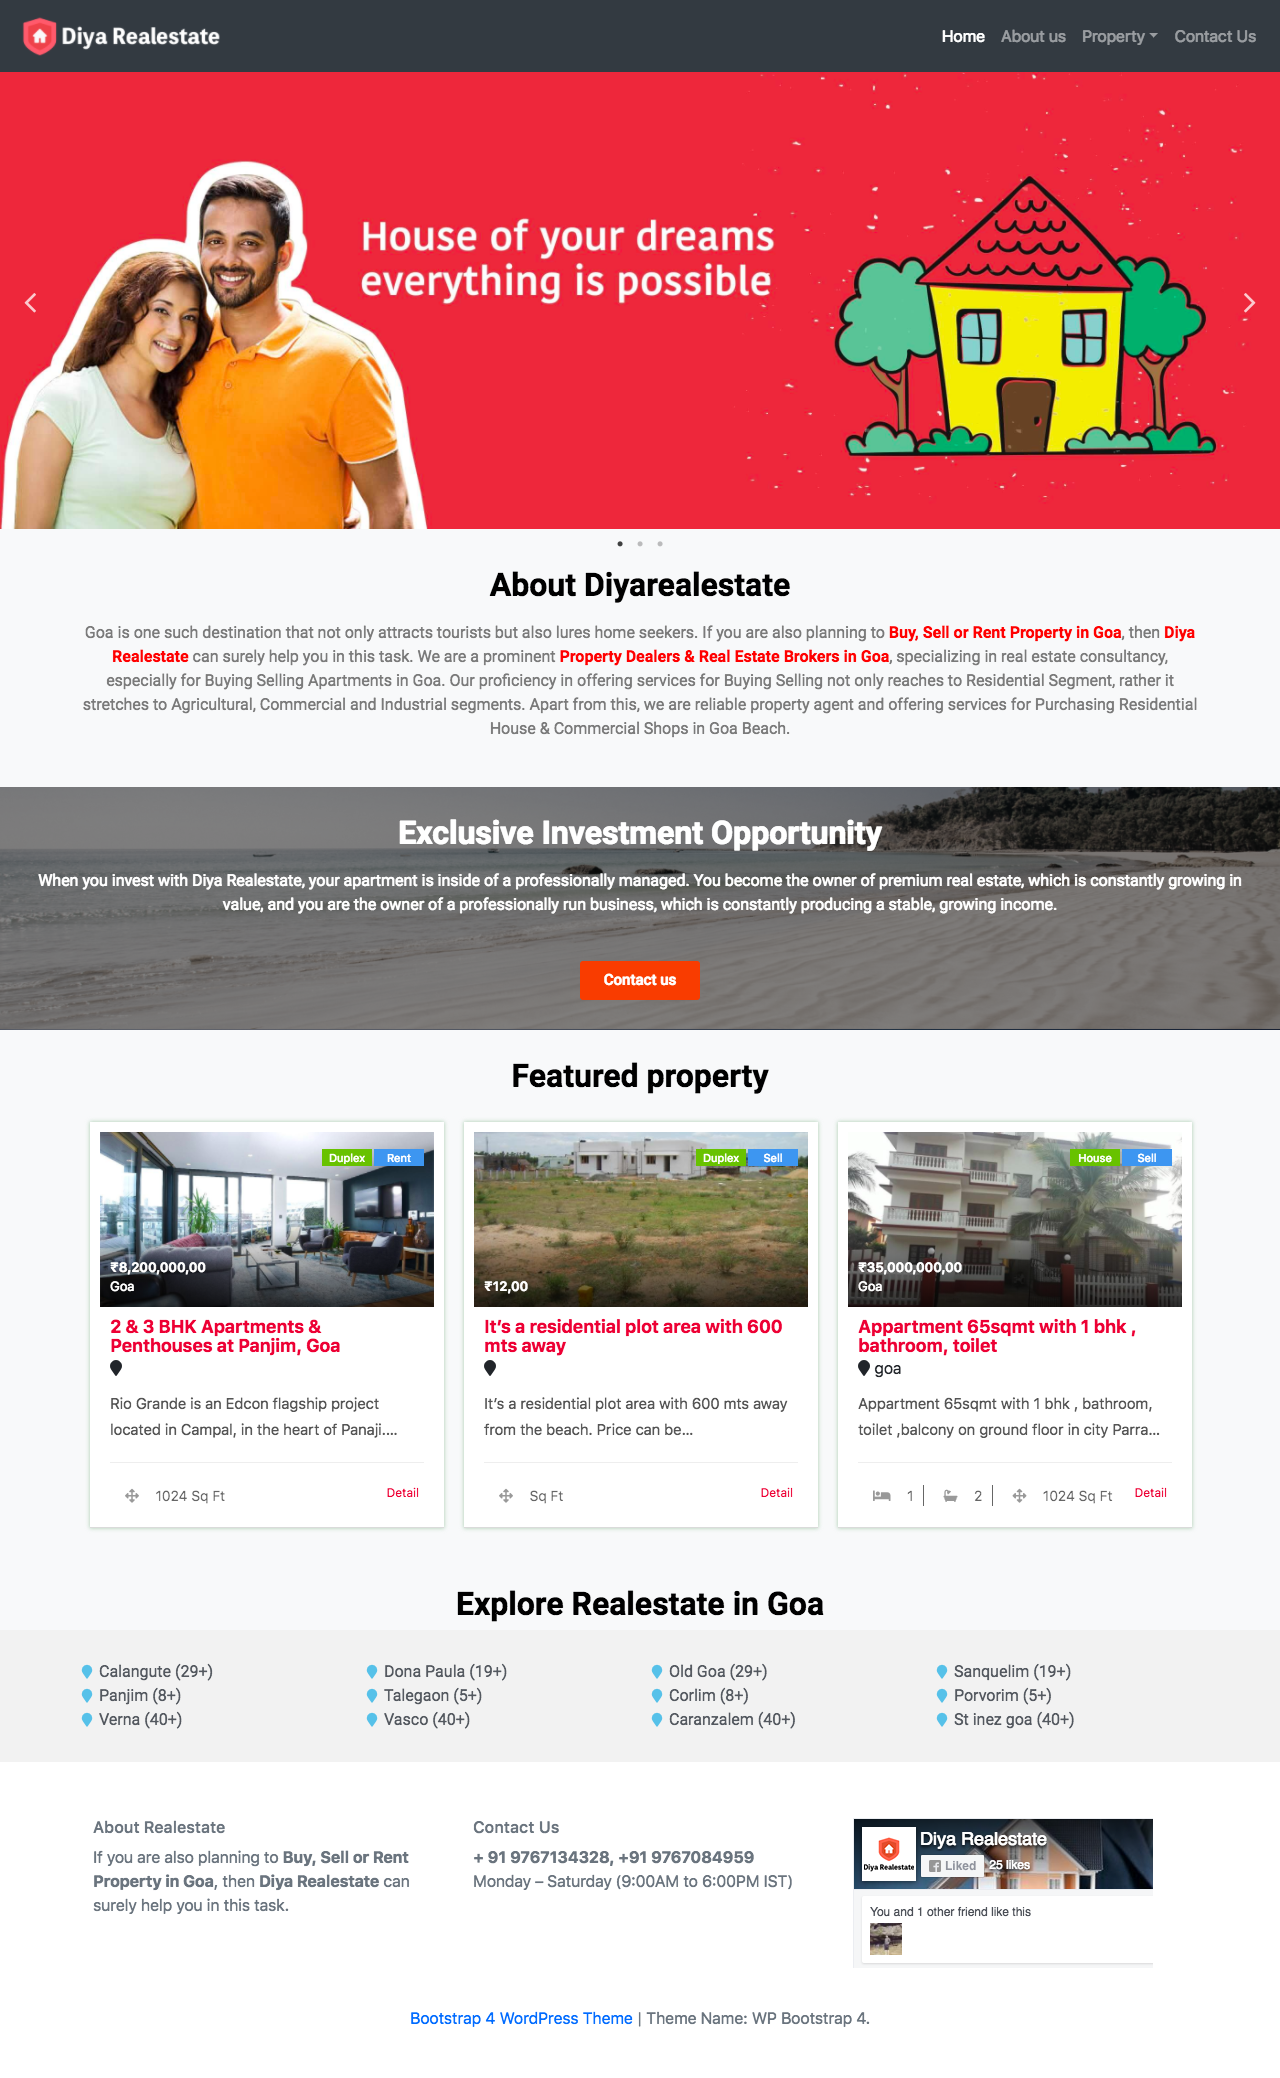 Diya Realestate
Home About us Property Contact Us
House of your dreams
everything is possible
About Diyarealestate
Goa is one such destination that not only attracts tourists but also lures home seekers. If you are also planning to Buy, Sell or Rent Property in Goa, then Diya
Realestate can surely help you in this task. We are a prominent Property Dealers & Real Estate Brokers in Goa, specializing in real estate consultancy,
especially for Buying Selling Apartments in Goa. Our proficiency in offering services for Buying Selling not only reaches to Residential Segment, rather it
stretches to Agricultural, Commercial and Industrial segments. Apart from this, we are reliable property agent and offering services for Purchasing Residential
House & Commercial Shops in Goa Beach.
Exclusive Investment Opportunity
When you invest with Diya Realestate, your apartment is inside of a professionally managed. You become the owner of premium real estate, which is constantly growing in
value, and you are the owner of a professionally run business, which is constantly producing a stable, growing income.
Contact us
Featured property
Duplex Rent
₹8,200,000,00
Goa
2 & 3 BHK Apartments &
Penthouses at Panjim, Goa
Rio Grande is an Edcon flagship project
located in Campal, in the heart of Panaji....
1024 Sq Ft Detail
Duplex Sell
₹12,00
It’s a residential plot area with 600
mts away
It’s a residential plot area with 600 mts away
from the beach. Price can be...
Sq Ft Detail
House Sell
₹35,000,000,00
Goa
Appartment 65sqmt with 1 bhk ,
bathroom, toilet
goa
Appartment 65sqmt with 1 bhk , bathroom,
toilet ,balcony on ground floor in city Parra...
1 2 1024 Sq Ft Detail
Explore Realestate in Goa
Calangute (29+) Dona Paula (19+) Old Goa (29+) Sanquelim (19+)
Panjim (8+) Talegaon (5+) Corlim (8+) Porvorim (5+)
Verna (40+) Vasco (40+) Caranzalem (40+) St inez goa (40+)
About Realestate
If you are also planning to Buy, Sell or Rent
Property in Goa, then Diya Realestate can
surely help you in this task.
Contact Us
+ 91 9767134328, +91 9767084959
Monday – Saturday (9:00AM to 6:00PM IST)
Diya Realestate
Diya Realestate
Liked 25 likes
You and 1 other friend like this
Bootstrap 4 WordPress Theme | Theme Name: WP Bootstrap 4.